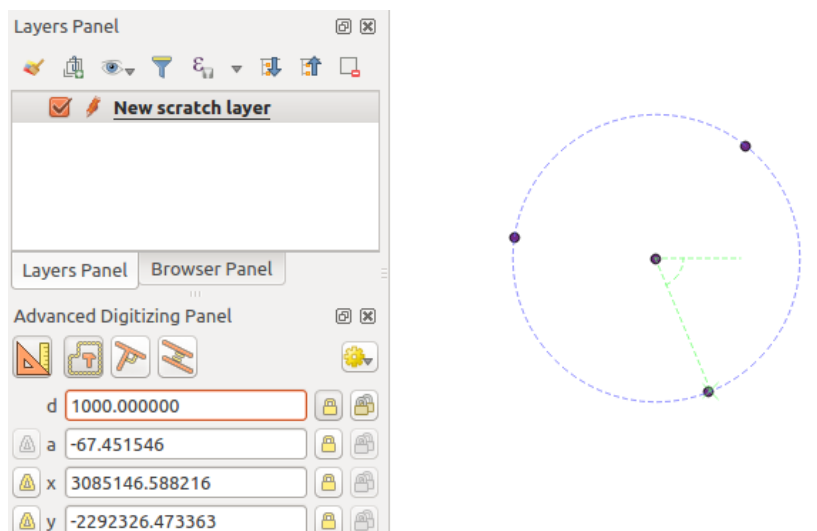 Layers Panel
New scratch layer
Layers Panel Browser Panel
Advanced Digitizing Panel
d 1000.000000
a -67.451546
x 3085146.588216
y -2292326.473363